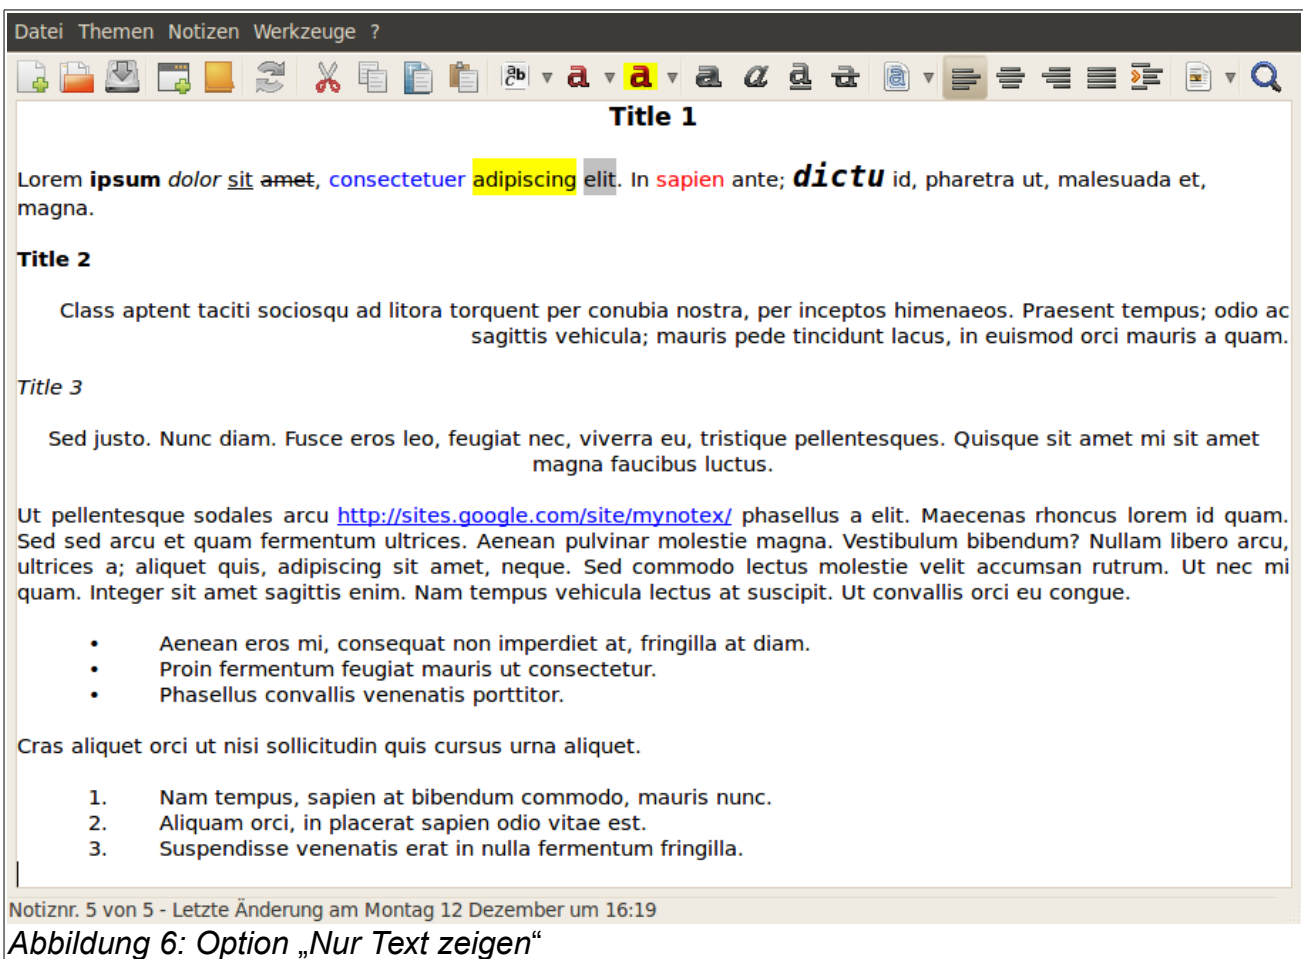 Datei Themen Notizen Werkzeuge ?
Title 1
Lorem ipsum dolor sit amet, consectetuer adipiscing elit. In sapien ante; dictu id, pharetra ut, malesuada et,
magna.
Title 2
Class aptent taciti sociosqu ad litora torquent per conubia nostra, per inceptos himenaeos. Praesent tempus; odio ac
sagittis vehicula; mauris pede tincidunt lacus, in euismod orci mauris a quam.
Title 3
Sed justo. Nunc diam. Fusce eros leo, feugiat nec, viverra eu, tristique pellentesques. Quisque sit amet mi sit amet
magna faucibus luctus.
Ut pellentesque sodales arcu http://sites.google.com/site/mynotex/ phasellus a elit. Maecenas rhoncus lorem id quam.
Sed sed arcu et quam fermentum ultrices. Aenean pulvinar molestie magna. Vestibulum bibendum? Nullam libero arcu,
ultrices a; aliquet quis, adipiscing sit amet, neque. Sed commodo lectus molestie velit accumsan rutrum. Ut nec mi
quam. Integer sit amet sagittis enim. Nam tempus vehicula lectus at suscipit. Ut convallis orci eu congue.
• Aenean eros mi, consequat non imperdiet at, fringilla at diam.
• Proin fermentum feugiat mauris ut consectetur.
• Phasellus convallis venenatis porttitor.
Cras aliquet orci ut nisi sollicitudin quis cursus urna aliquet.
1. Nam tempus, sapien at bibendum commodo, mauris nunc.
2. Aliquam orci, in placerat sapien odio vitae est.
3. Suspendisse venenatis erat in nulla fermentum fringilla.
Notiznr. 5 von 5 - Letzte Änderung am Montag 12 Dezember um 16:19
Abbildung 6: Option „Nur Text zeigen“